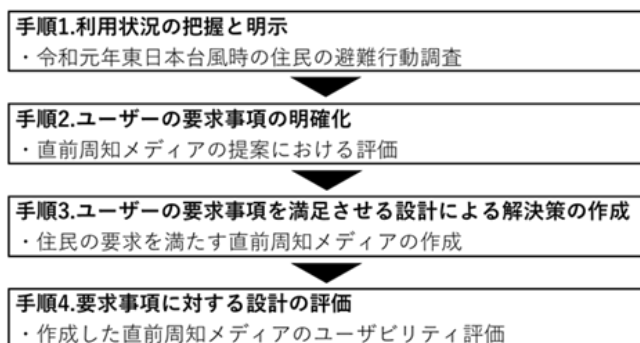 手順1.利用状況の把握と明示
・令和元年東日本台風時の住民の避難行動調査
手順2.ユーザーの要求事項の明確化
・直前周知メディアの提案における評価
手順3.ユーザーの要求事項を満足させる設計による解決策の作成
・住民の要求を満たす直前周知メディアの作成
手順4.要求事項に対する設計の評価
・作成した直前周知メディアのユーザビリティ評価